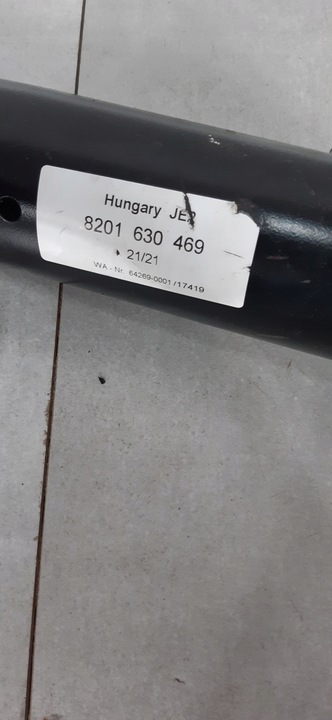 Hungary JE2
8201 630 469
21/21
WA - Nr. 64269-0001 /17419